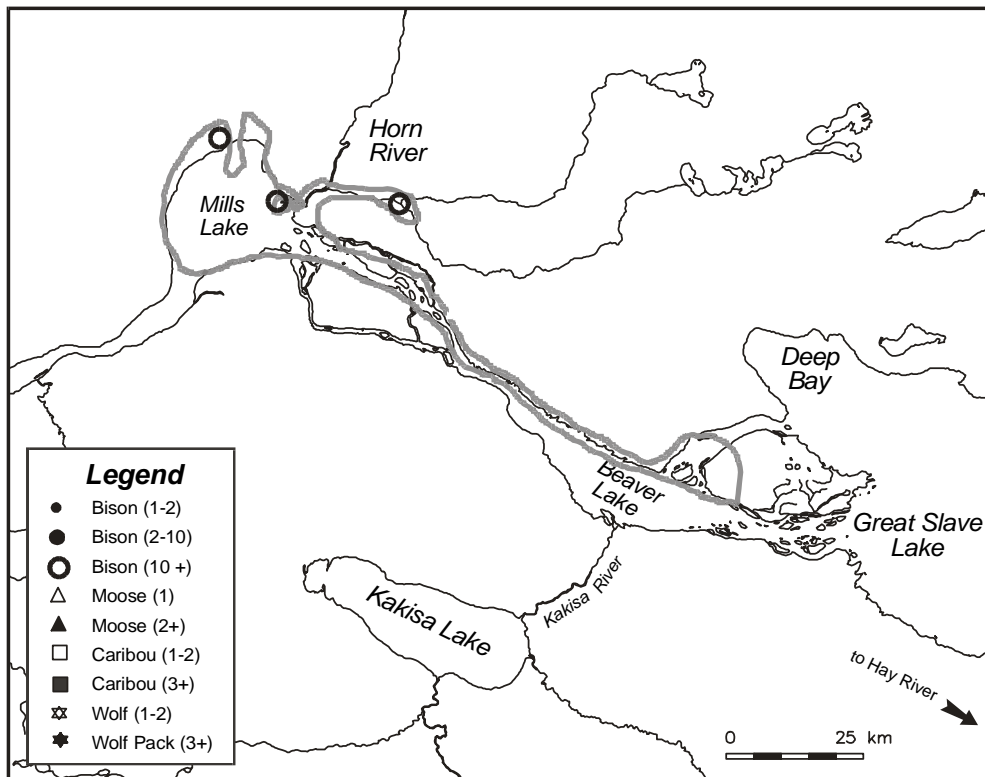 Horn
River
Mills
Lake
Deep
Bay
Beaver
Lake
Great Slave
Lake
Kakisa River
Kakisa Lake
to Hay River
0 25 km
Legend
Bison (1-2)
Bison (2-10)
Bison (10 +)
Moose (1)
Moose (2+)
Caribou (1-2)
Caribou (3+)
Wolf (1-2)
Wolf Pack (3+)